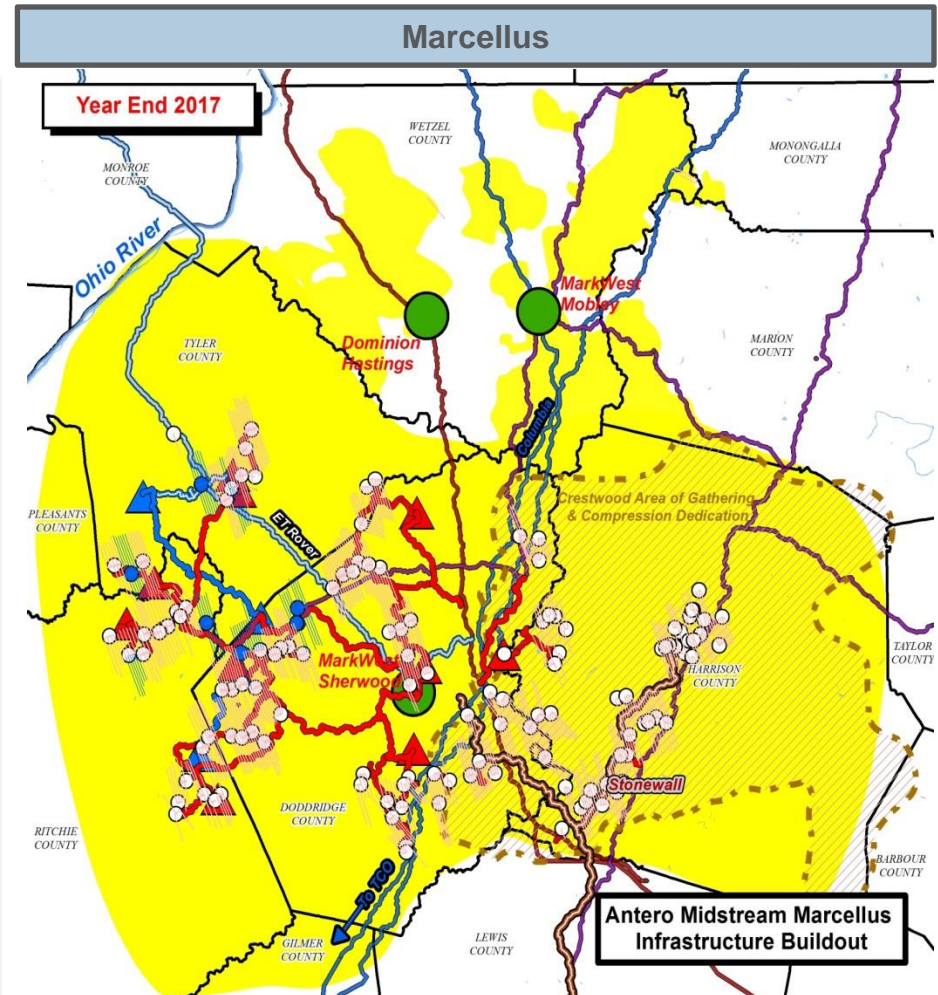 Marcellus
Year End 2017
WETZEL
COUNTY
MONONGALIA
COUNTY
MONROE
COUNTY
Ohio River
MarkWest
Mobley
Dominion
Hastings
TYLER
COUNTY
MARION
COUNTY
Columbia
Crestwood Area of Gathering
& Compression Dedication
PLEASANTS
COUNTY
ET Rover
TAYLOR
COUNTY
MarkWest
Sherwood
HARRISON
COUNTY
Stonewall
DODDRIDGE
COUNTY
RITCHIE
COUNTY
BARBOUR
COUNTY
To TCO
Antero Midstream Marcellus
Infrastructure Buildout
GILMER
COUNTY
LEWIS
COUNTY